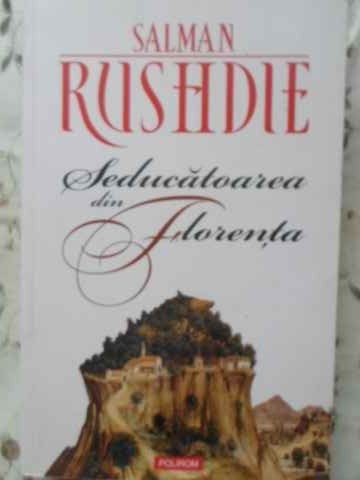 SALMAN
RUSHDIE
Seducătoarea
din
Florența
POLIROM